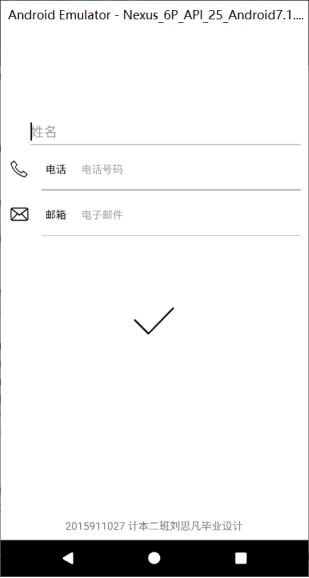 Android Emulator - Nexus_6P_API_25_Android7.1....
姓名
电话 电话号码
邮箱 电子邮件
2015911027 计本二班刘思凡毕业设计